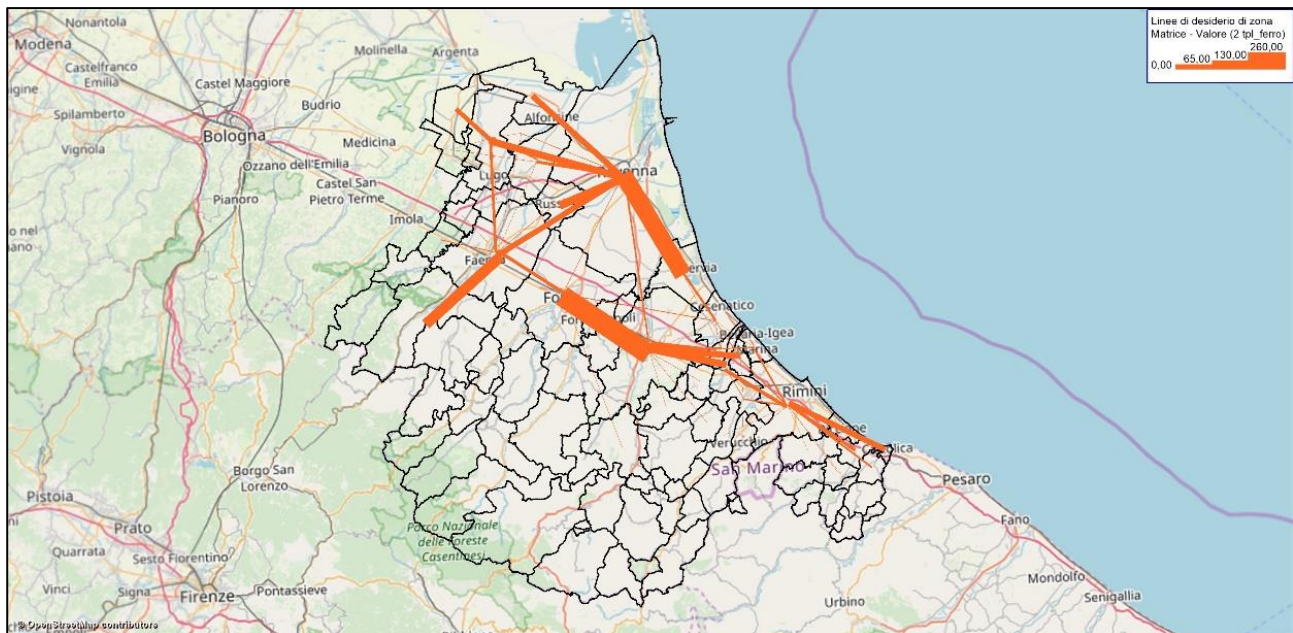 Linee di desiderio di zona
Matrice - Valore (2 tpl_ferro)
260,00
130,00
65,00
0,00
Nonantola
Modena
Molinella
Argenta
Castelfranco
Emilia
Castel Maggiore
Budrio
Alfonsine
Spilamberto
Bologna
Medicina
Vignola
Ozzano dell'Emilia
Lugo
Castel San
Pietro Terme
Pianoro
Imola
Faenza
Cesenatico
Marina
Rimini
Verucchio
San Marino
Borgo San
Lorenzo
Pesaro
Pistoia
Fano
Prato
Parco Nazionale
delle Foreste
Casentinesi
Quarrata
Sesto Fiorentino
Mondolfo
Vinci
Signa
Pontassieve
Firenze
Urbino
Senigallia
Empoli
© OpenStreetMap contributors